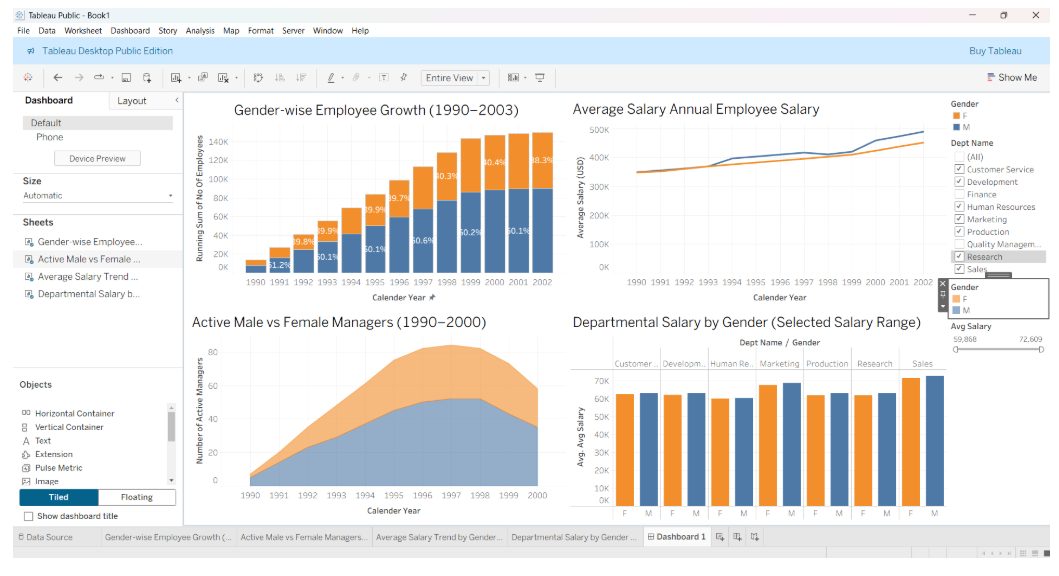 Tableau Public - Book1
File Data Worksheet Dashboard Story Analysis Map Format Server Window Help
Tableau Desktop Public Edition Buy Tableau
Entire View Show Me
Dashboard Layout
Default
Phone
Device Preview
Size
Automatic
Sheets
Gender-wise Employee...
Active Male vs Female ...
Average Salary Trend ...
Departmental Salary b...
Objects
Horizontal Container
Vertical Container
Text
Extension
Pulse Metric
Image
Tiled Floating
Show dashboard title
Gender-wise Employee Growth (1990–2003)
Running Sum of No Of Employees
140K
120K
100K
80K
60K
40K
20K
0K
51.2% 39.8% 39.9% 60.1% 39.9% 60.1% 39.7% 60.6% 40.3% 60.2% 40.4% 60.1% 38.3%
1990 1991 1992 1993 1994 1995 1996 1997 1998 1999 2000 2001 2002
Calender Year
Average Salary Annual Employee Salary
Average Salary (USD)
500K
400K
300K
200K
100K
0K
1990 1991 1992 1993 1994 1995 1996 1997 1998 1999 2000 2001 2002
Calender Year
Active Male vs Female Managers (1990–2000)
Number of Active Managers
80
60
40
20
0
1990 1991 1992 1993 1994 1995 1996 1997 1998 1999 2000
Calender Year
Departmental Salary by Gender (Selected Salary Range)
Dept Name / Gender
Customer .. Developm.. Human Re.. Marketing Production Research Sales
Avg. Avg Salary
70K
60K
50K
40K
30K
20K
10K
0K
F M F M F M F M F M F M F M
Gender
F
M
Dept Name
(All)
Customer Service
Development
Finance
Human Resources
Marketing
Production
Quality Managem...
Research
Sales
Gender
F
M
Avg Salary
59,868 72,609
Data Source Gender-wise Employee Growth (... Active Male vs Female Managers... Average Salary Trend by Gender... Departmental Salary by Gender ... Dashboard 1